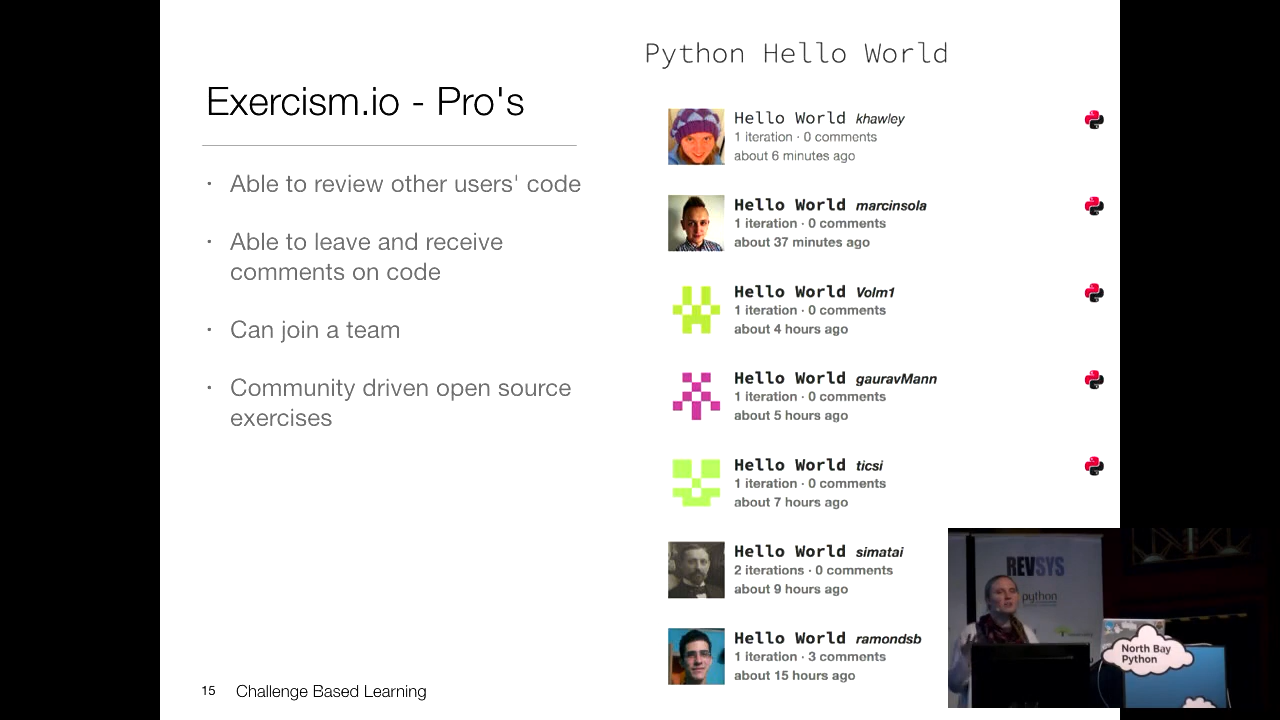 Exercism.io - Pro's
· Able to review other users' code
· Able to leave and receive
comments on code
· Can join a team
· Community driven open source
exercises
15 Challenge Based Learning
Python Hello World
Hello World khawley
1 iteration · 0 comments
about 6 minutes ago
Hello World marcinsola
1 iteration · 0 comments
about 37 minutes ago
Hello World Volm1
1 iteration · 0 comments
about 4 hours ago
Hello World gauravMann
1 iteration · 0 comments
about 5 hours ago
Hello World ticsi
1 iteration · 0 comments
about 7 hours ago
Hello World simatai
2 iterations · 0 comments
about 9 hours ago
Hello World ramondsb
1 iteration · 3 comments
about 15 hours ago
REVSYS
python
North Bay
Python